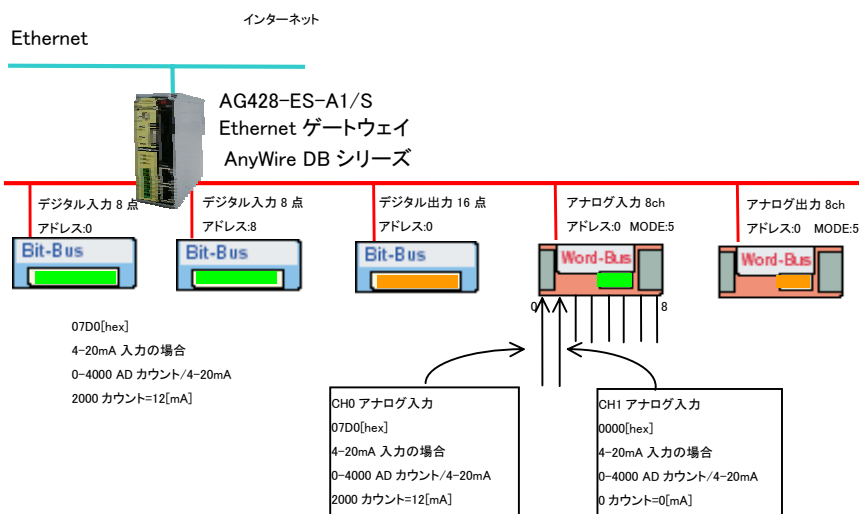 インターネット
Ethernet
AG428-ES-A1/S
Ethernet ゲートウェイ
AnyWire DB シリーズ
デジタル入力 8 点
アドレス:0
デジタル入力 8 点
アドレス:8
デジタル出力 16 点
アドレス:0
アナログ入力 8ch
アドレス:0 MODE:5
アナログ出力 8ch
アドレス:0 MODE:5
Bit-Bus
Bit-Bus
Bit-Bus
Word-Bus
Word-Bus
0
8
07D0[hex]
4-20mA 入力の場合
0-4000 AD カウント/4-20mA
2000 カウント=12[mA]
CH0 アナログ入力
07D0[hex]
4-20mA 入力の場合
0-4000 AD カウント/4-20mA
2000 カウント=12[mA]
CH1 アナログ入力
0000[hex]
4-20mA 入力の場合
0-4000 AD カウント/4-20mA
0 カウント=0[mA]